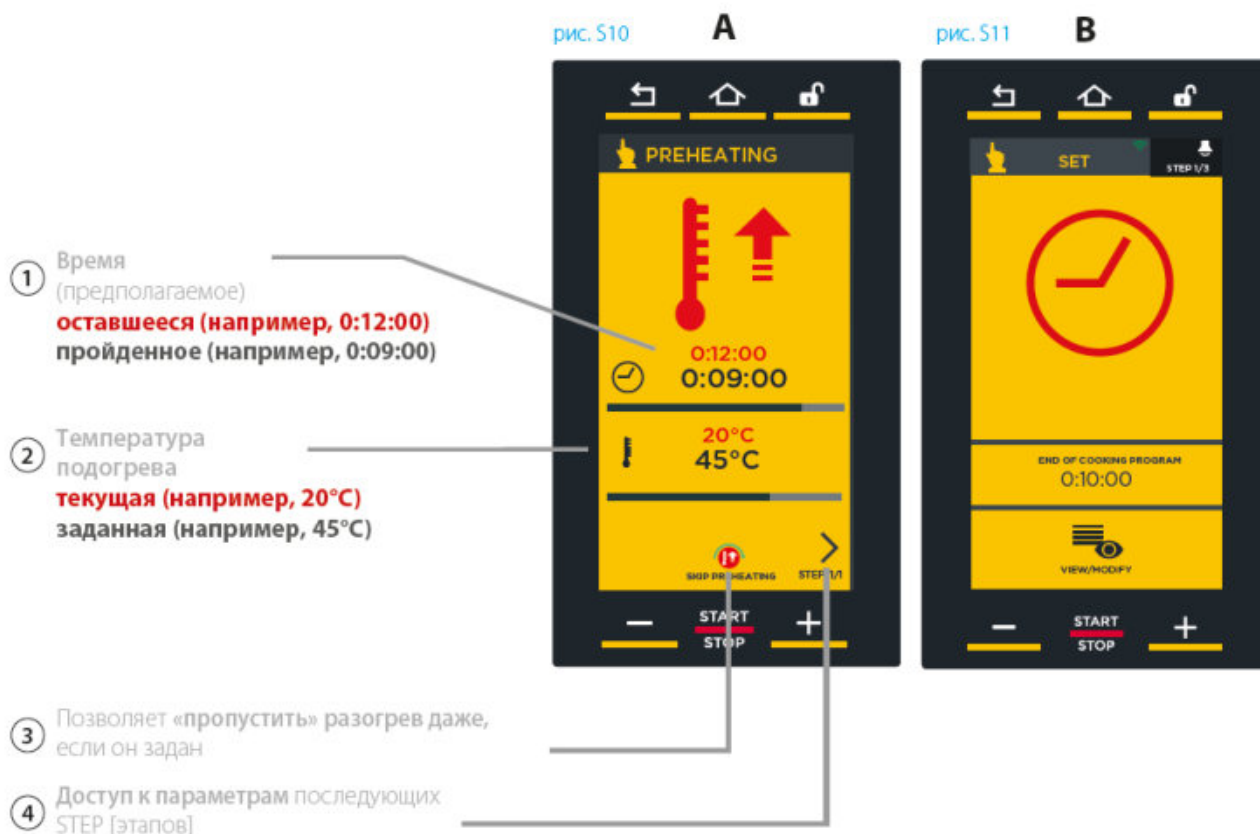 рис. S10
A
рис. S11
B
PREHEATING
SET
STEP 1/3
1
Время
(предполагаемое)
оставшееся (например, 0:12:00)
пройденное (например, 0:09:00)
0:12:00
0:09:00
2
Температура
подогрева
текущая (например, 20°C)
заданная (например, 45°C)
20°C
45°C
END OF COOKING PROGRAM
0:10:00
SKIP PREHEATING
STEP 1/1
VIEW/MODIFY
START
STOP
START
STOP
3
Позволяет «пропустить» разогрев даже,
если он задан
4
Доступ к параметрам последующих
STEP [этапов]